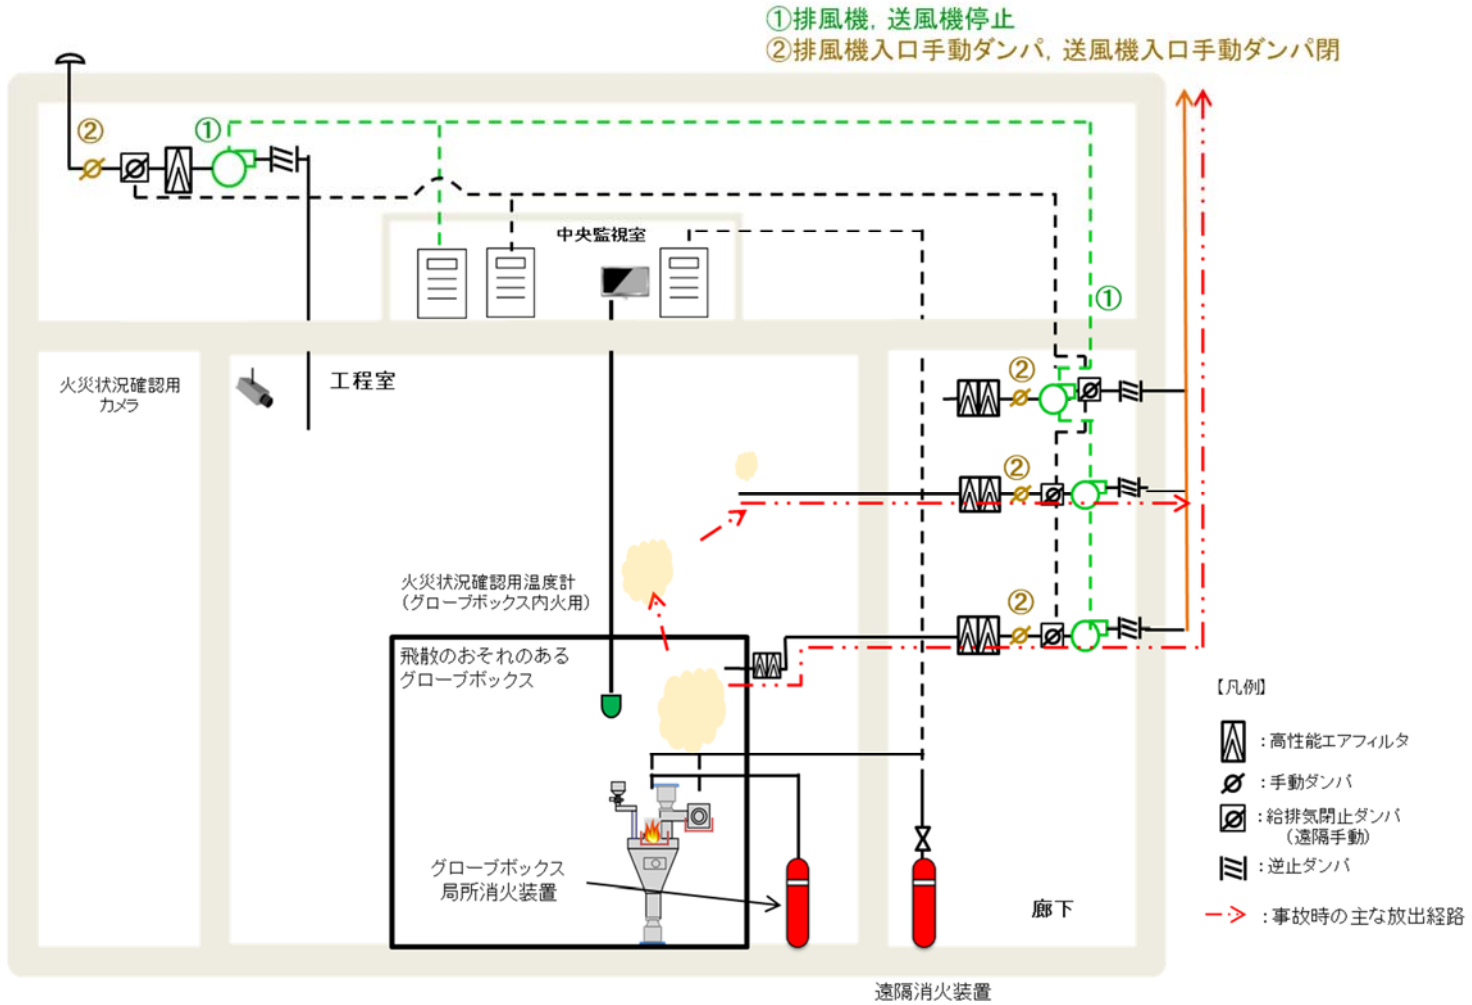 ①排風機，送風機停止
②排風機入口手動ダンパ，送風機入口手動ダンパ閉
②
①
中央監視室
①
火災状況確認用
カメラ
工程室
②
②
火災状況確認用温度計
（グローブボックス内火用）
②
飛散のおそれのある
グローブボックス
グローブボックス
局所消火装置
廊下
遠隔消火装置
【凡例】
：高性能エアフィルタ
：手動ダンパ
：給排気閉止ダンパ
（遠隔手動）
：逆止ダンパ
：事故時の主な放出経路